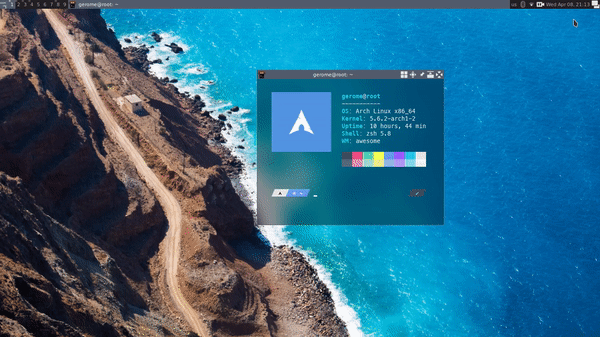 1 2 3 4 5 6 7 8 9 gerome@root: ~ us Wed Apr 08, 21:13
gerome@root: ~
gerome@root
-----------
OS: Arch Linux x86_64
Kernel: 5.6.2-arch1-2
Uptime: 10 hours, 44 min
Shell: zsh 5.8
WM: awesome